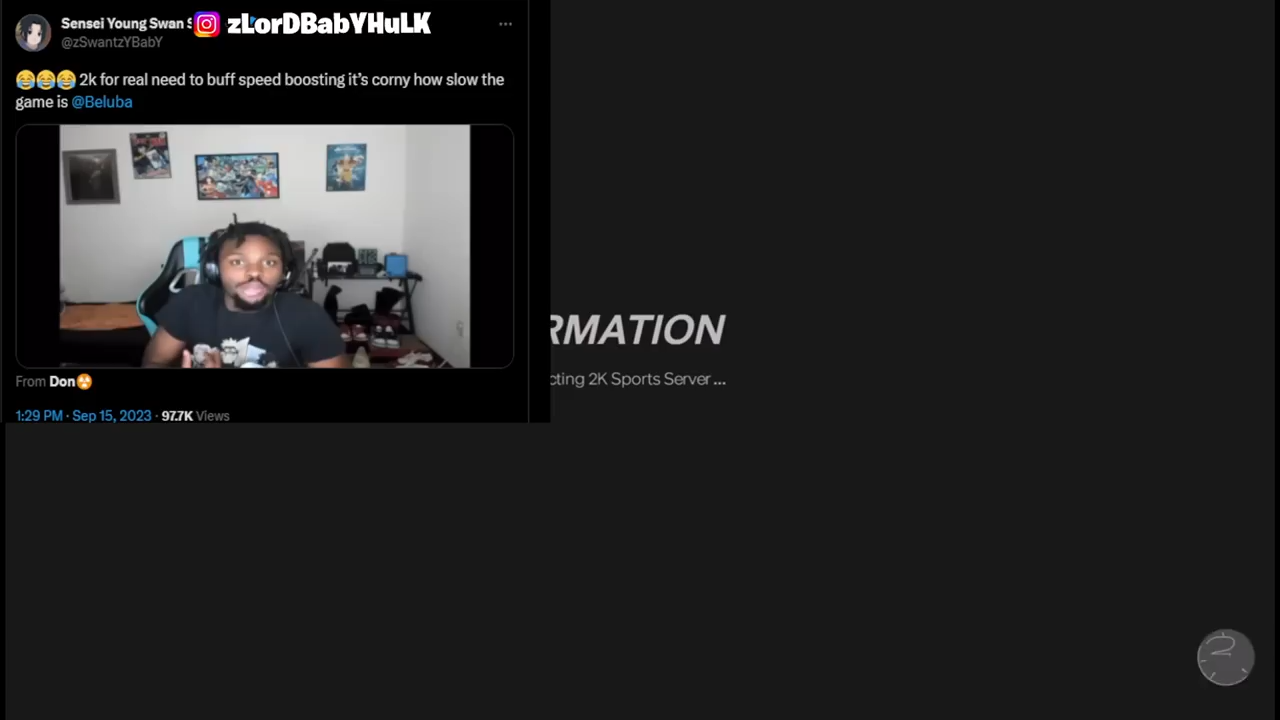 Sensei Young Swan S
zLorDBabYHuLK
@zSwantzYBabY
😂😂😂 2k for real need to buff speed boosting it’s corny how slow the
game is @Beluba
RMATION
cting 2K Sports Server...
From Don☢
1:29 PM · Sep 15, 2023 · 97.7K Views
2